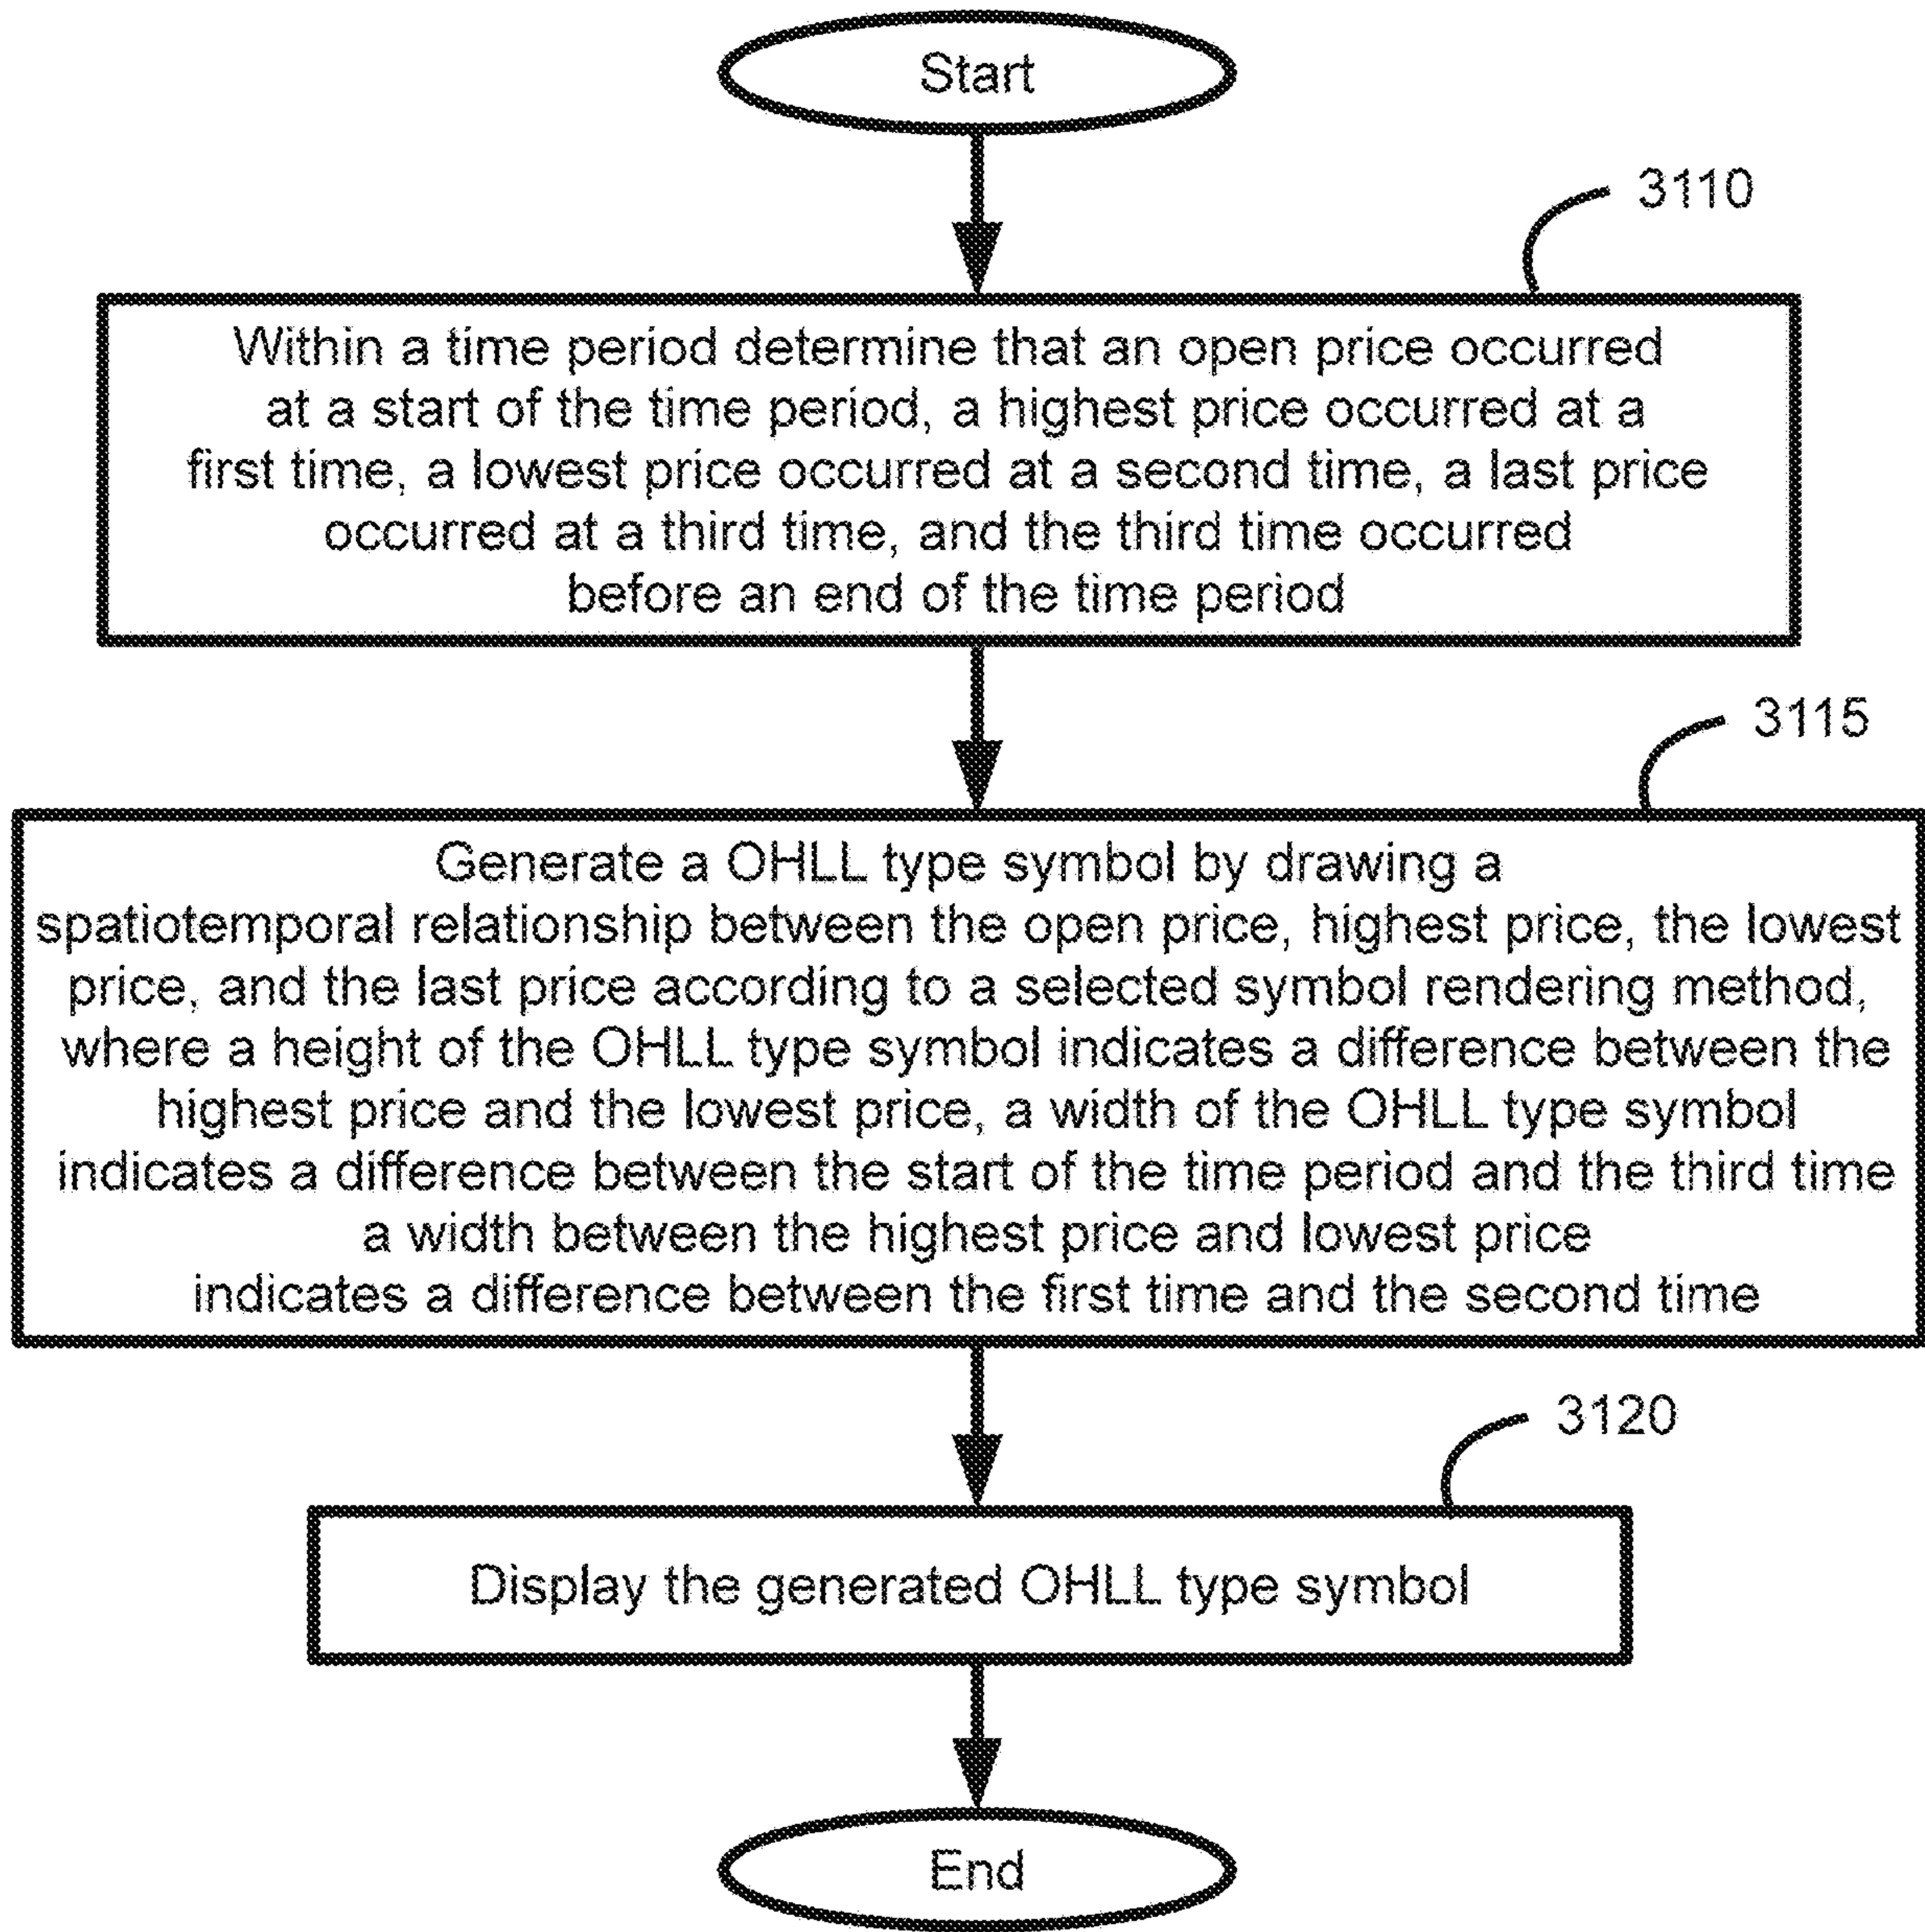 Start
3110
Within a time period determine that an open price occurred
at a start of the time period, a highest price occurred at a
first time, a lowest price occurred at a second time, a last price
occurred at a third time, and the third time occurred
before an end of the time period
3115
Generate a OHLL type symbol by drawing a
spatiotemporal relationship between the open price, highest price, the lowest
price, and the last price according to a selected symbol rendering method,
where a height of the OHLL type symbol indicates a difference between the
highest price and the lowest price, a width of the OHLL type symbol
indicates a difference between the start of the time period and the third time
a width between the highest price and lowest price
indicates a difference between the first time and the second time
3120
Display the generated OHLL type symbol
End